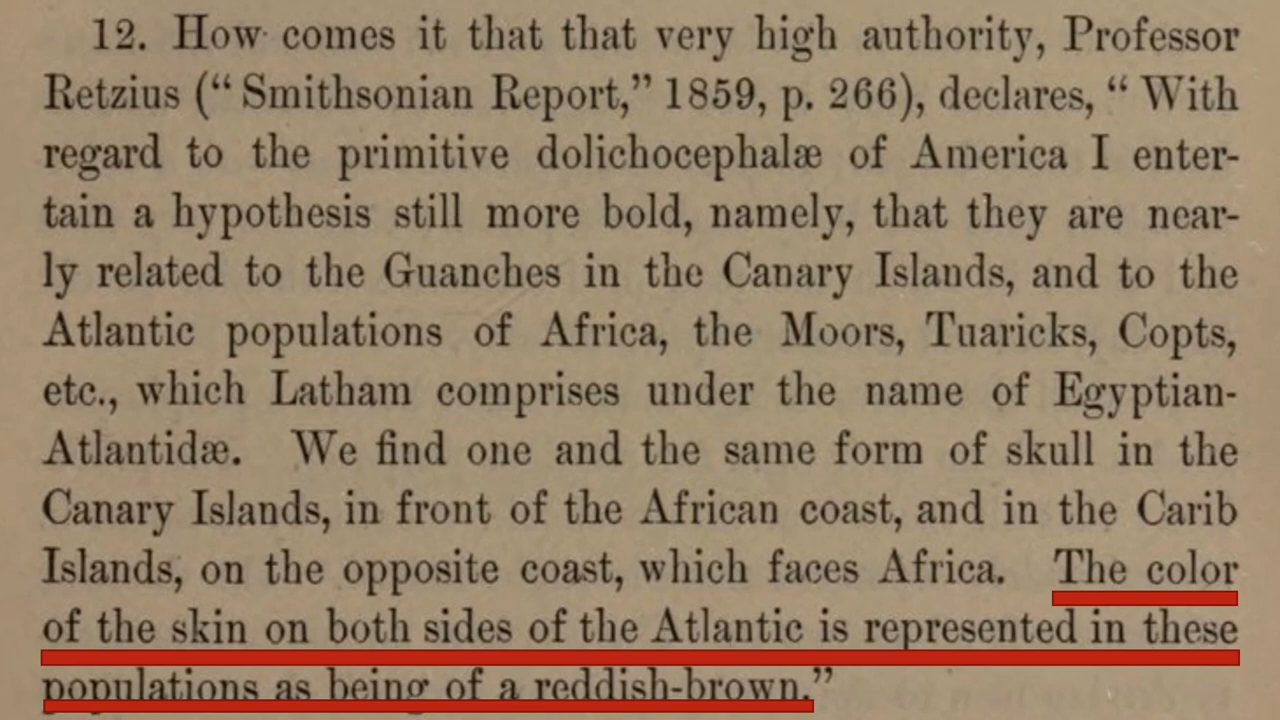 12. How comes it that that very high authority, Professor
Retzius (“Smithsonian Report,” 1859, p. 266), declares, “With
regard to the primitive dolichocephalæ of America I enter-
tain a hypothesis still more bold, namely, that they are near-
ly related to the Guanches in the Canary Islands, and to the
Atlantic populations of Africa, the Moors, Tuaricks, Copts,
etc., which Latham comprises under the name of Egyptian-
Atlantidæ. We find one and the same form of skull in the
Canary Islands, in front of the African coast, and in the Carib
Islands, on the opposite coast, which faces Africa. The color
of the skin on both sides of the Atlantic is represented in these
populations as being of a reddish-brown.”